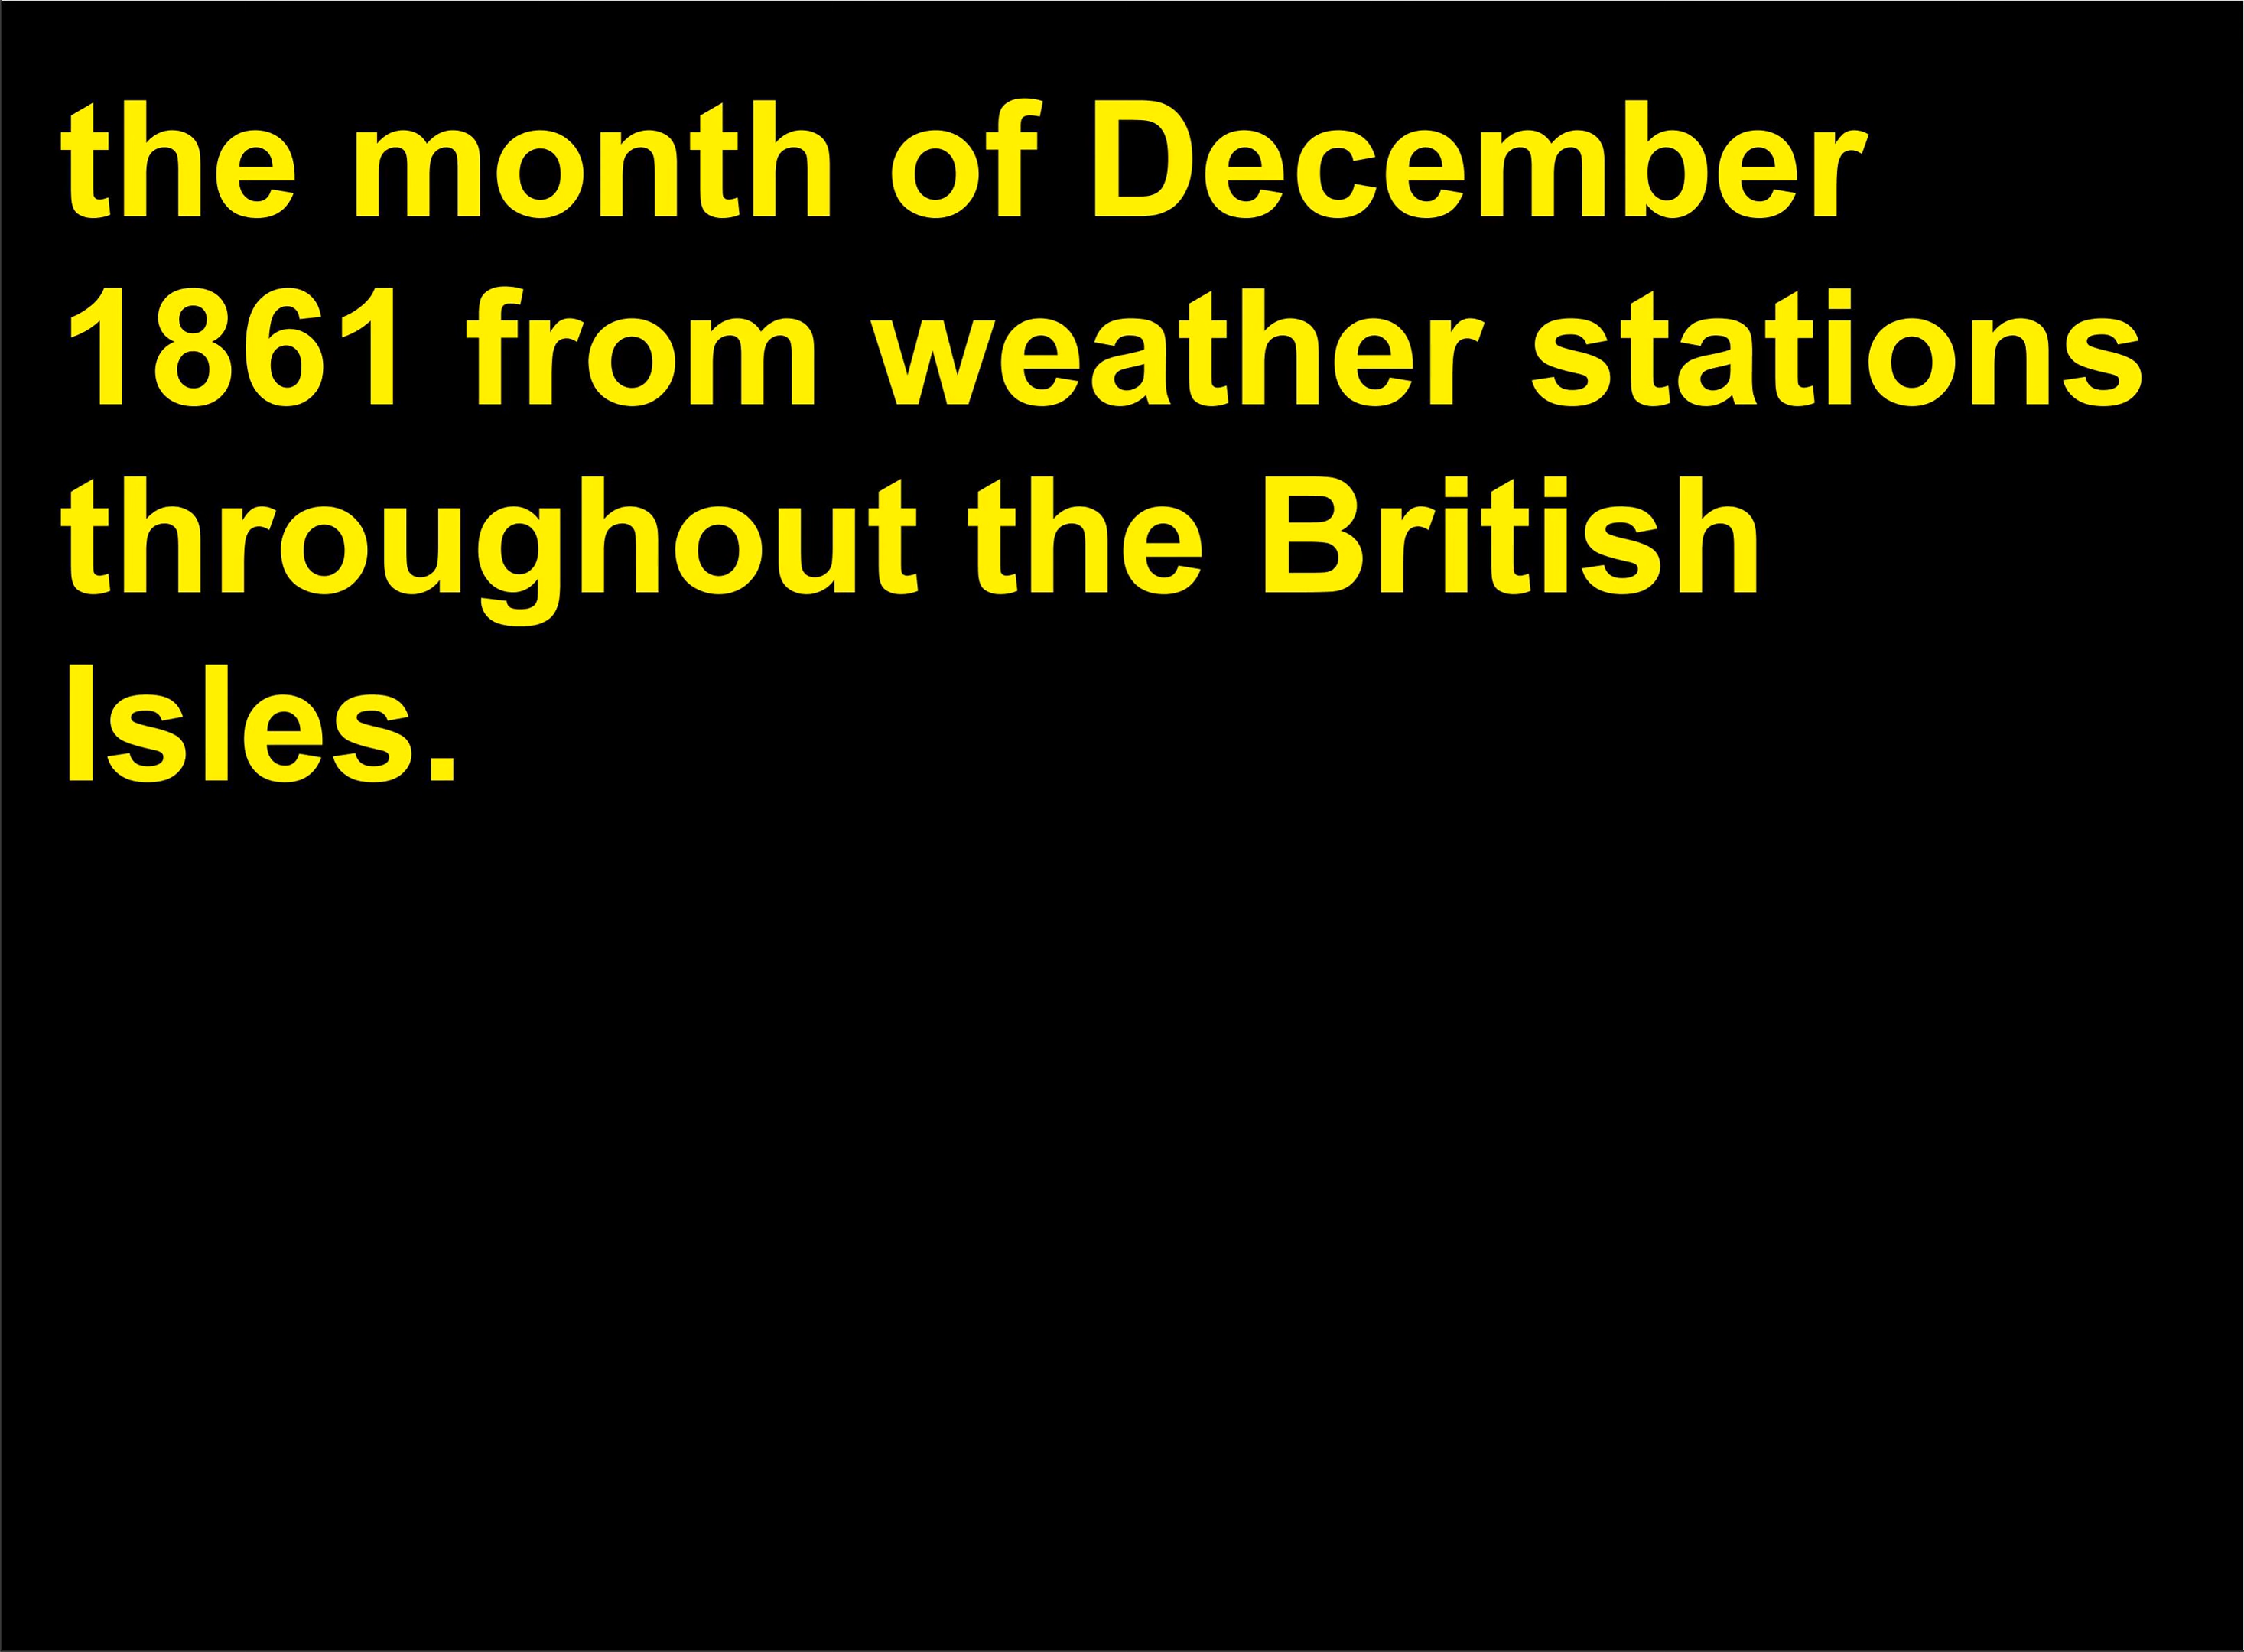 the month of December
1861 from weather stations
throughout the British
Isles.